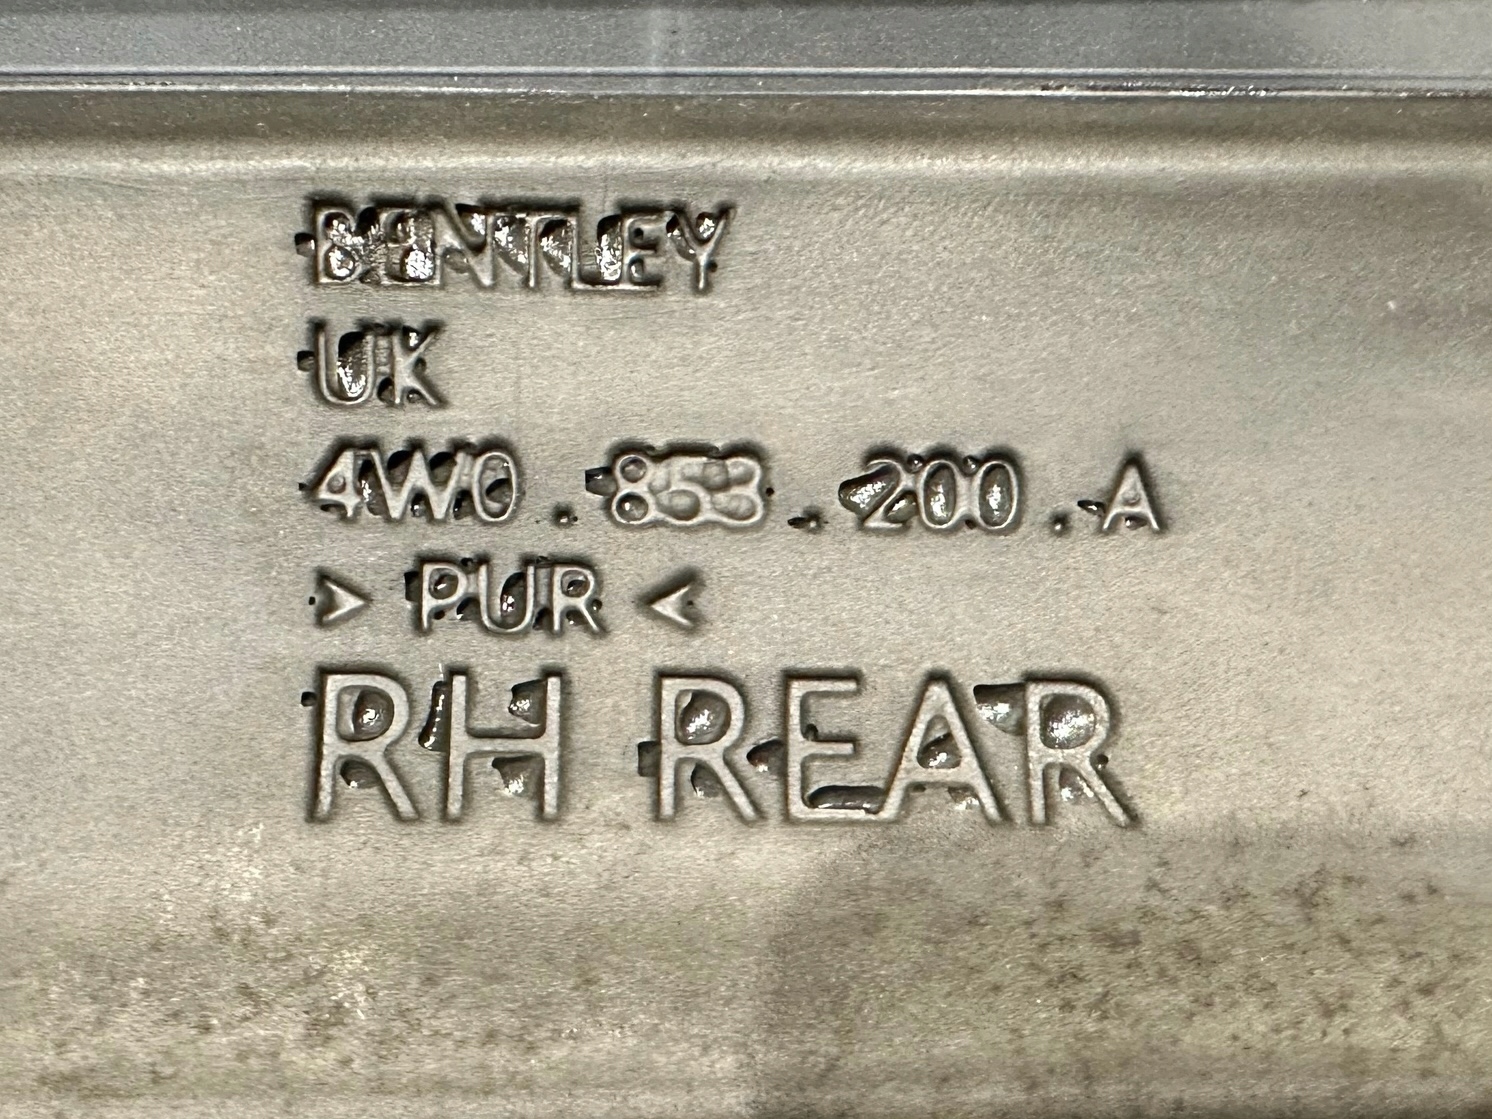 BENTLEY
UK
4W0.853.200.A
> PUR <
RH REAR